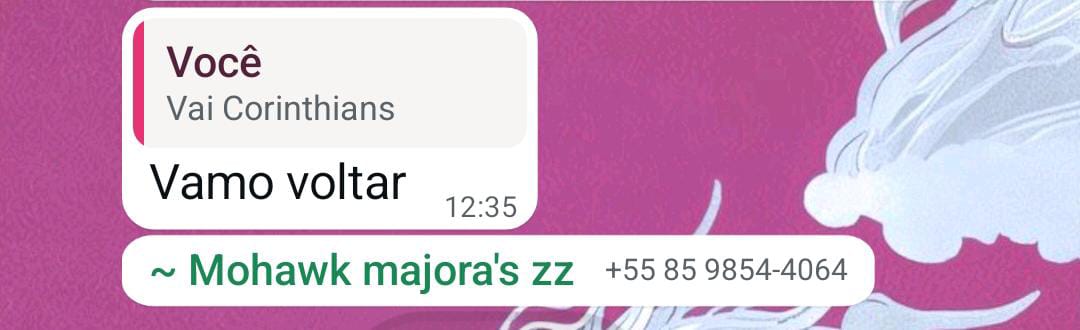 Você
Vai Corinthians
Vamo voltar
12:35
~ Mohawk majora's zz +55 85 9854-4064